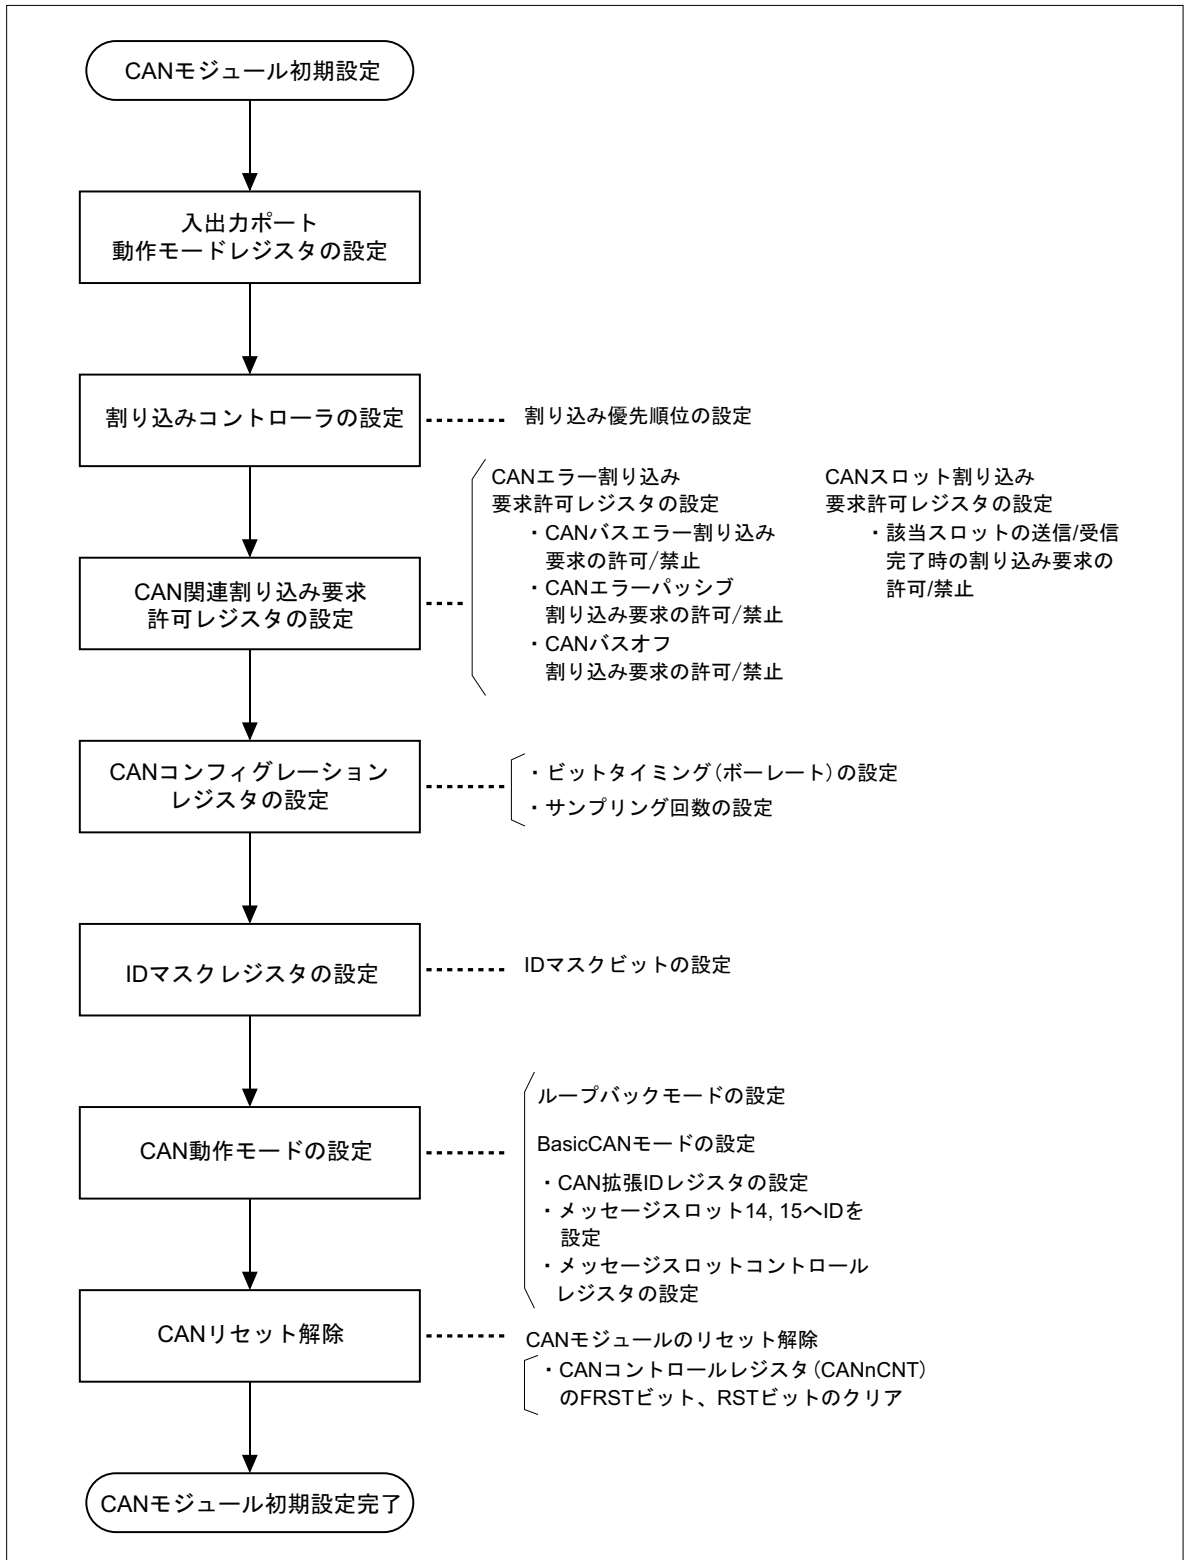 CANモジュール初期設定
入出力ポート
動作モードレジスタの設定
割り込みコントローラの設定
割り込み優先順位の設定
CAN関連割り込み要求
許可レジスタの設定
CANエラー割り込み
要求許可レジスタの設定
・CANバスエラー割り込み
要求の許可/禁止
・CANエラーパッシブ
割り込み要求の許可/禁止
・CANバスオフ
割り込み要求の許可/禁止
CANスロット割り込み
要求許可レジスタの設定
・該当スロットの送信/受信
完了時の割り込み要求の
許可/禁止
CANコンフィグレーション
レジスタの設定
・ビットタイミング(ボーレート)の設定
・サンプリング回数の設定
IDマスクレジスタの設定
IDマスクビットの設定
CAN動作モードの設定
ループバックモードの設定
BasicCANモードの設定
・CAN拡張IDレジスタの設定
・メッセージスロット14, 15へIDを
設定
・メッセージスロットコントロール
レジスタの設定
CANリセット解除
CANモジュールのリセット解除
・CANコントロールレジスタ(CANnCNT)
のFRSTビット、RSTビットのクリア
CANモジュール初期設定完了